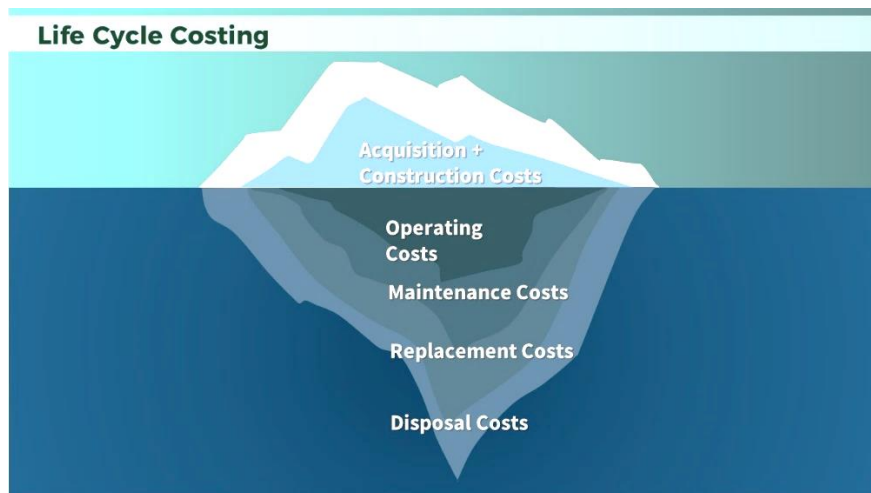 Life Cycle Costing
Acquisition +
Construction Costs
Operating
Costs
Maintenance Costs
Replacement Costs
Disposal Costs